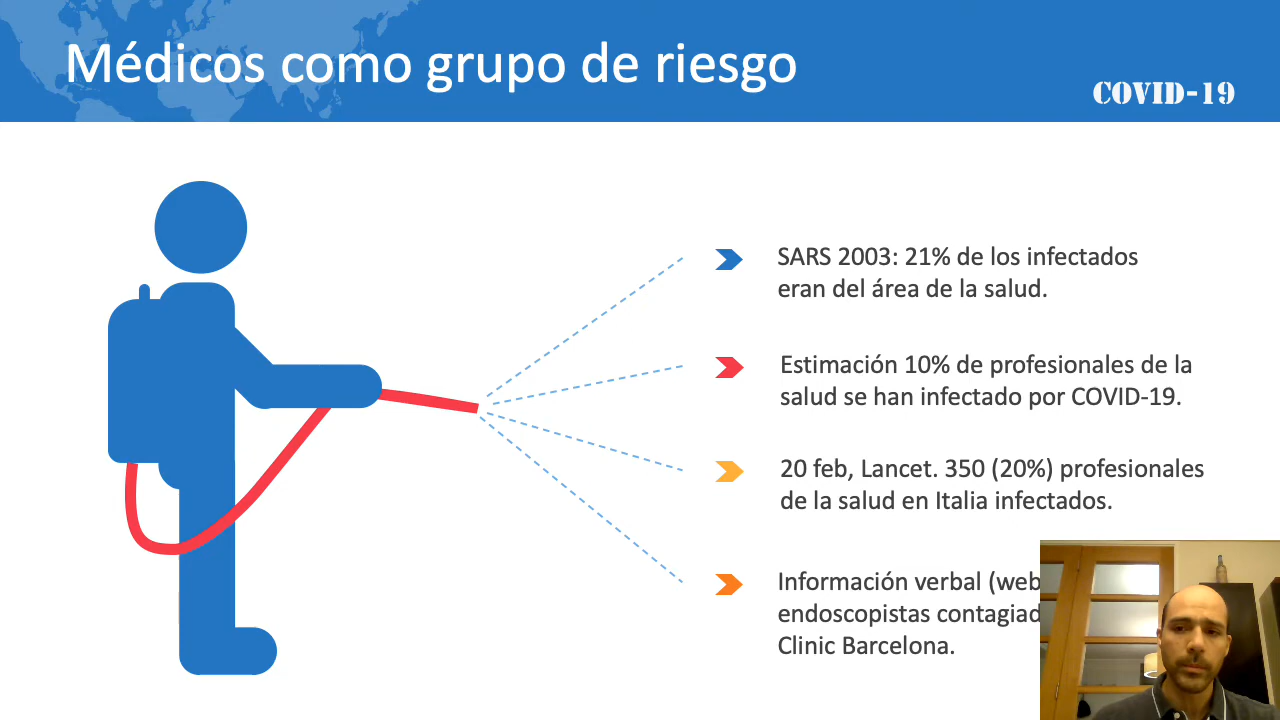 Médicos como grupo de riesgo
COVID-19
SARS 2003: 21% de los infectados
eran del área de la salud.
Estimación 10% de profesionales de la
salud se han infectado por COVID-19.
20 feb, Lancet. 350 (20%) profesionales
de la salud en Italia infectados.
Información verbal (web
endoscopistas contagiad
Clinic Barcelona.